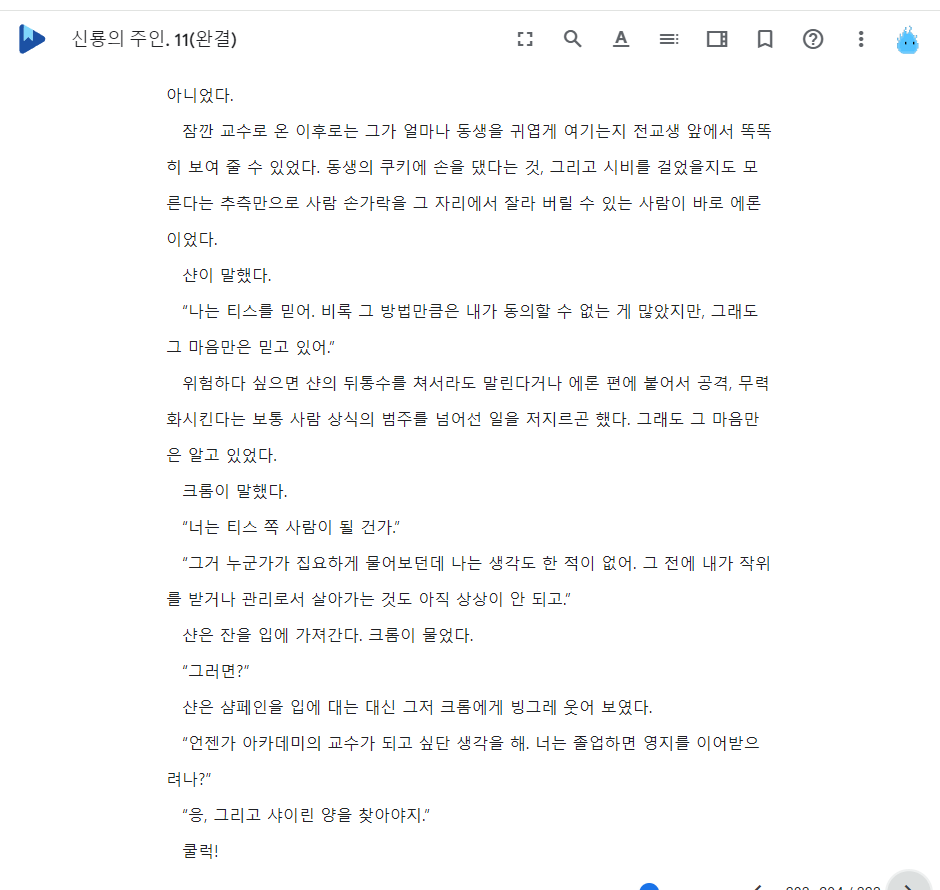 신룡의 주인. 11(완결)
아니었다.
잠깐 교수로 온 이후로는 그가 얼마나 동생을 귀엽게 여기는지 전교생 앞에서 똑똑
히 보여 줄 수 있었다. 동생의 쿠키에 손을 댔다는 것, 그리고 시비를 걸었을지도 모
른다는 추측만으로 사람 손가락을 그 자리에서 잘라 버릴 수 있는 사람이 바로 에론
이었다.
샨이 말했다.
“나는 티스를 믿어. 비록 그 방법만큼은 내가 동의할 수 없는 게 많았지만, 그래도
그 마음만은 믿고 있어.”
위험하다 싶으면 샨의 뒤통수를 쳐서라도 말린다거나 에론 편에 붙어서 공격, 무력
화시킨다는 보통 사람 상식의 범주를 넘어선 일을 저지르곤 했다. 그래도 그 마음만
은 알고 있었다.
크롬이 말했다.
“너는 티스 쪽 사람이 될 건가.”
“그거 누군가가 집요하게 물어보던데 나는 생각도 한 적이 없어. 그 전에 내가 작위
를 받거나 관리로서 살아가는 것도 아직 상상이 안 되고.”
샨은 잔을 입에 가져간다. 크롬이 물었다.
“그러면?”
샨은 샴페인을 입에 대는 대신 그저 크롬에게 빙그레 웃어 보였다.
“언젠가 아카데미의 교수가 되고 싶단 생각을 해. 너는 졸업하면 영지를 이어받으
려나?”
“응, 그리고 샤이린 양을 찾아야지.”
쿨럭!